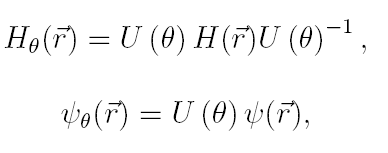 H_θ(r⃗) = U (θ) H(r⃗)U (θ)⁻¹ ,
ψ_θ(r⃗) = U (θ) ψ(r⃗),